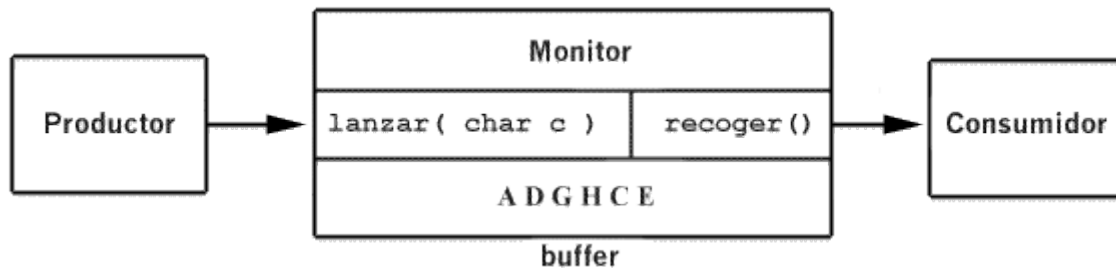 Monitor
Productor
lanzar( char c )
recoger()
Consumidor
A D G H C E
buffer